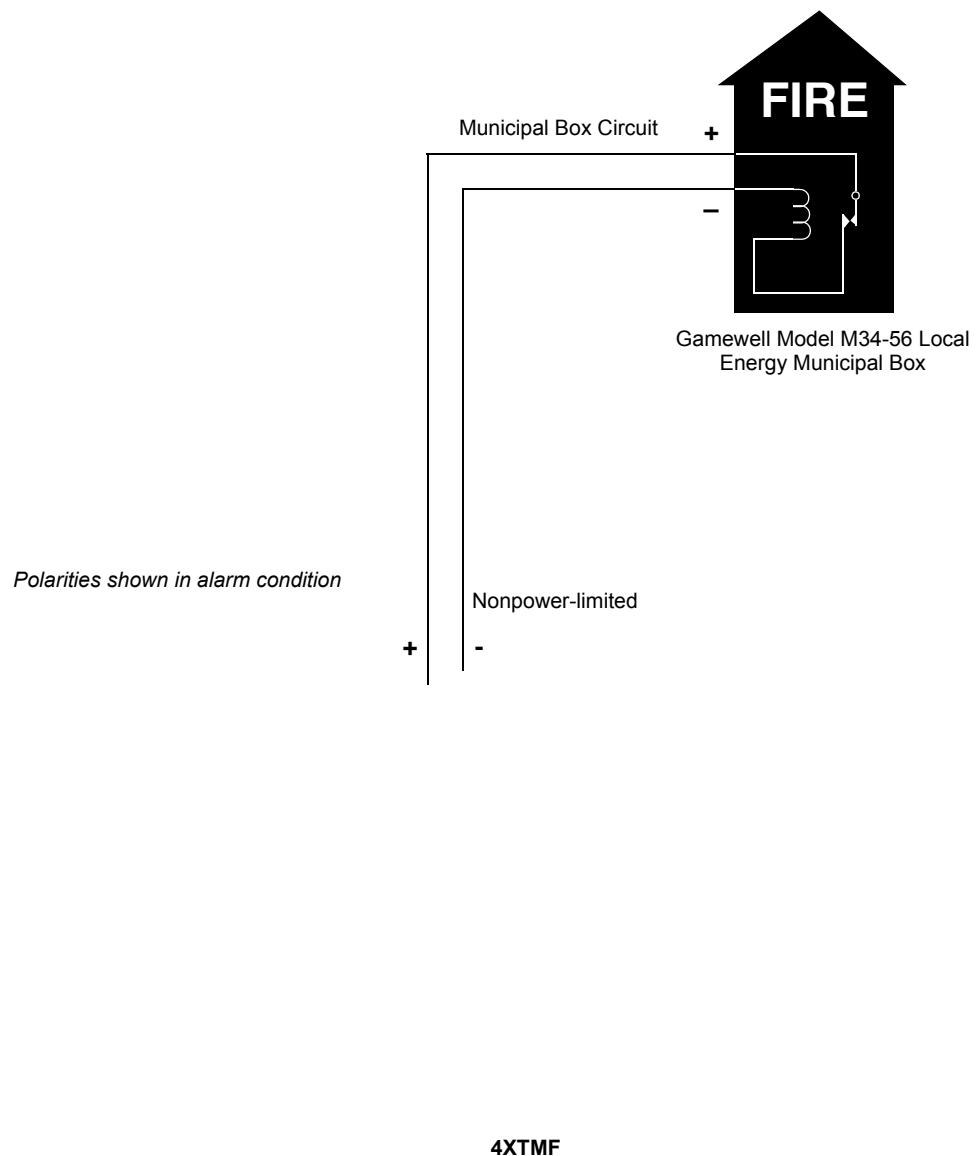 FIRE
Municipal Box Circuit
+
–
Gamewell Model M34-56 Local
Energy Municipal Box
Polarities shown in alarm condition
Nonpower-limited
+
-
4XTMF